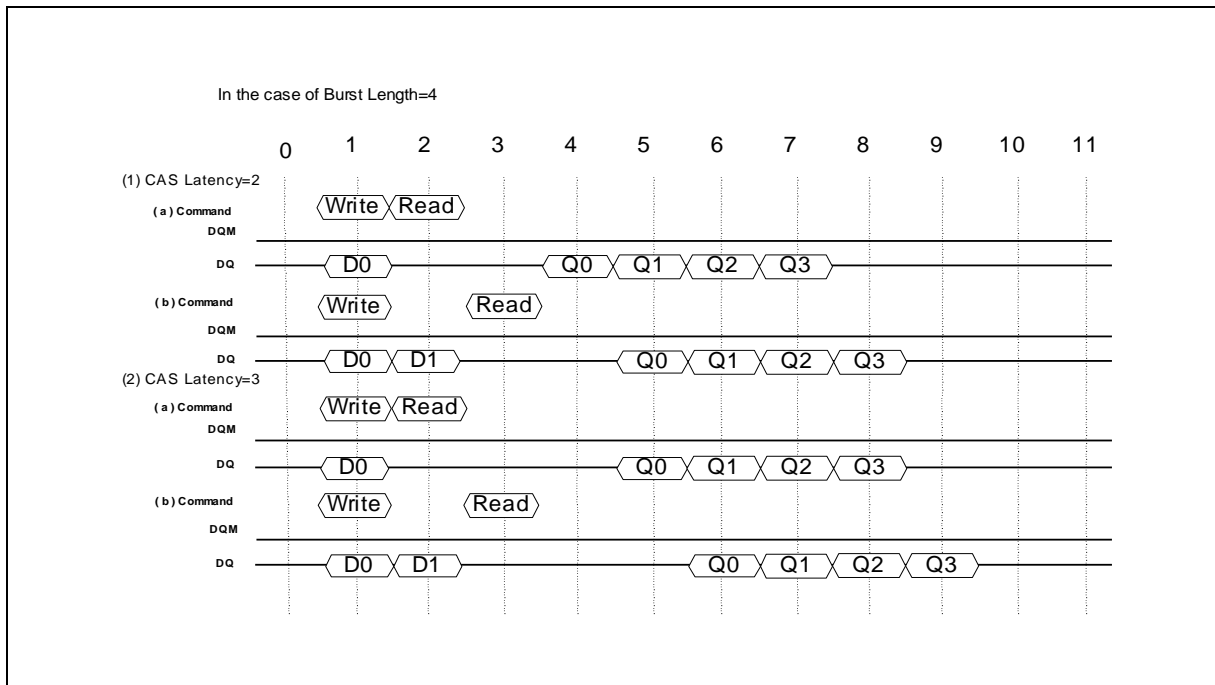 In the case of Burst Length=4
0 1 2 3 4 5 6 7 8 9 10 11
(1) CAS Latency=2
(a) Command Write Read
DQM
DQ D0 Q0 Q1 Q2 Q3
(b) Command Write Read
DQM
DQ D0 D1 Q0 Q1 Q2 Q3
(2) CAS Latency=3
(a) Command Write Read
DQM
DQ D0 Q0 Q1 Q2 Q3
(b) Command Write Read
DQM
DQ D0 D1 Q0 Q1 Q2 Q3